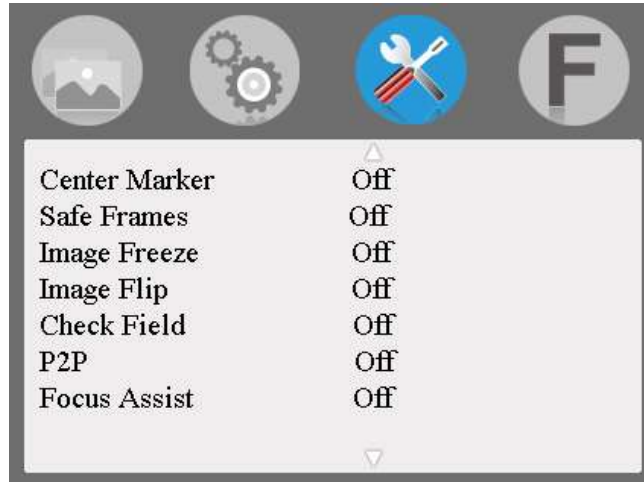 F
Center Marker Off
Safe Frames Off
Image Freeze Off
Image Flip Off
Check Field Off
P2P Off
Focus Assist Off